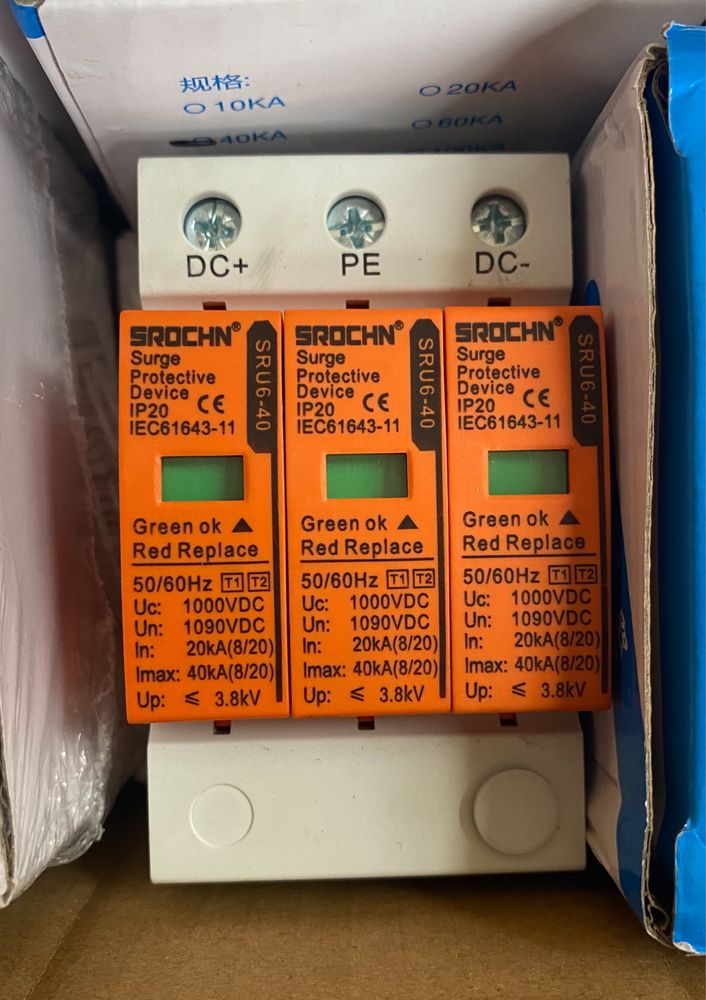 规格:
10KA
20KA
40KA
60KA
100KA
DC+ PE DC-
SROCHN®
Surge
Protective
Device
IP20 CE
IEC61643-11
SRU6-40
Green ok ▲
Red Replace
50/60Hz T1 T2
Uc: 1000VDC
Un: 1090VDC
In: 20kA(8/20)
Imax: 40kA(8/20)
Up: ≤ 3.8kV
SROCHN®
Surge
Protective
Device
IP20 CE
IEC61643-11
SRU6-40
Green ok ▲
Red Replace
50/60Hz T1 T2
Uc: 1000VDC
Un: 1090VDC
In: 20kA(8/20)
Imax: 40kA(8/20)
Up: ≤ 3.8kV
SROCHN®
Surge
Protective
Device
IP20 CE
IEC61643-11
SRU6-40
Green ok ▲
Red Replace
50/60Hz T1 T2
Uc: 1000VDC
Un: 1090VDC
In: 20kA(8/20)
Imax: 40kA(8/20)
Up: ≤ 3.8kV